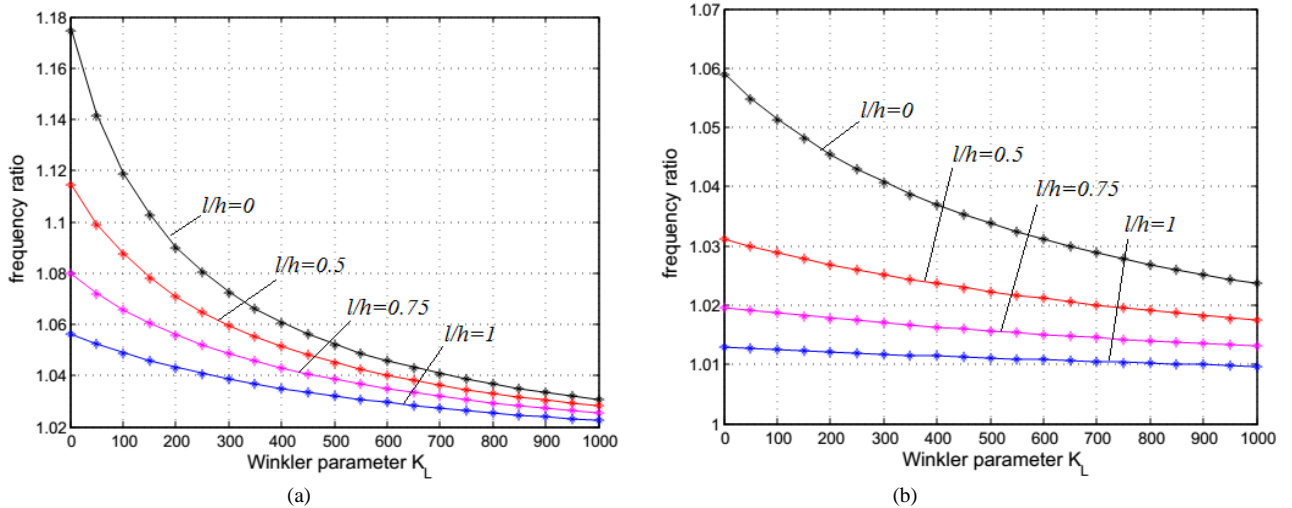 1.18
1.16
1.14
1.12
1.1
1.08
1.06
1.04
1.02
frequency ratio
l/h=0
l/h=0.5
l/h=0.75
l/h=1
0 100 200 300 400 500 600 700 800 900 1000
Winkler parameter K_L
(a)
1.07
1.06
1.05
1.04
1.03
1.02
1.01
1
frequency ratio
l/h=0
l/h=0.5
l/h=0.75
l/h=1
0 100 200 300 400 500 600 700 800 900 1000
Winkler parameter K_L
(b)